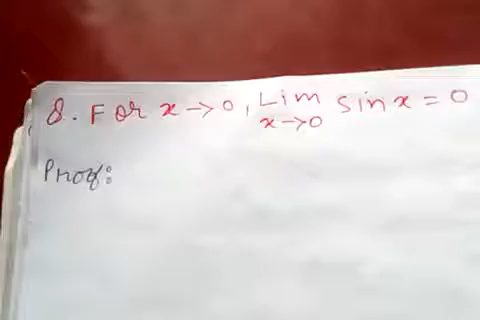 8. For x → 0, Lim sin x = 0
x→0
Proof: